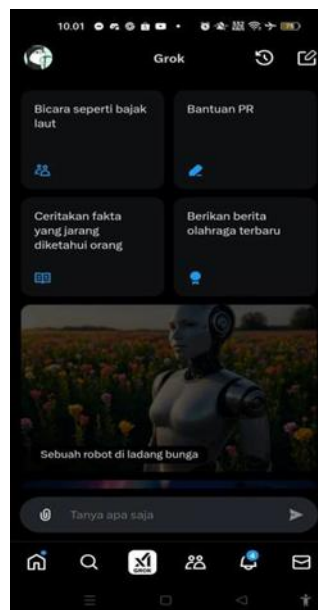 10.01
Grok
Bicara seperti bajak
laut
Bantuan PR
Ceritakan fakta
yang jarang
diketahui orang
Berikan berita
olahraga terbaru
Sebuah robot di ladang bunga
Tanya apa saja
GROK